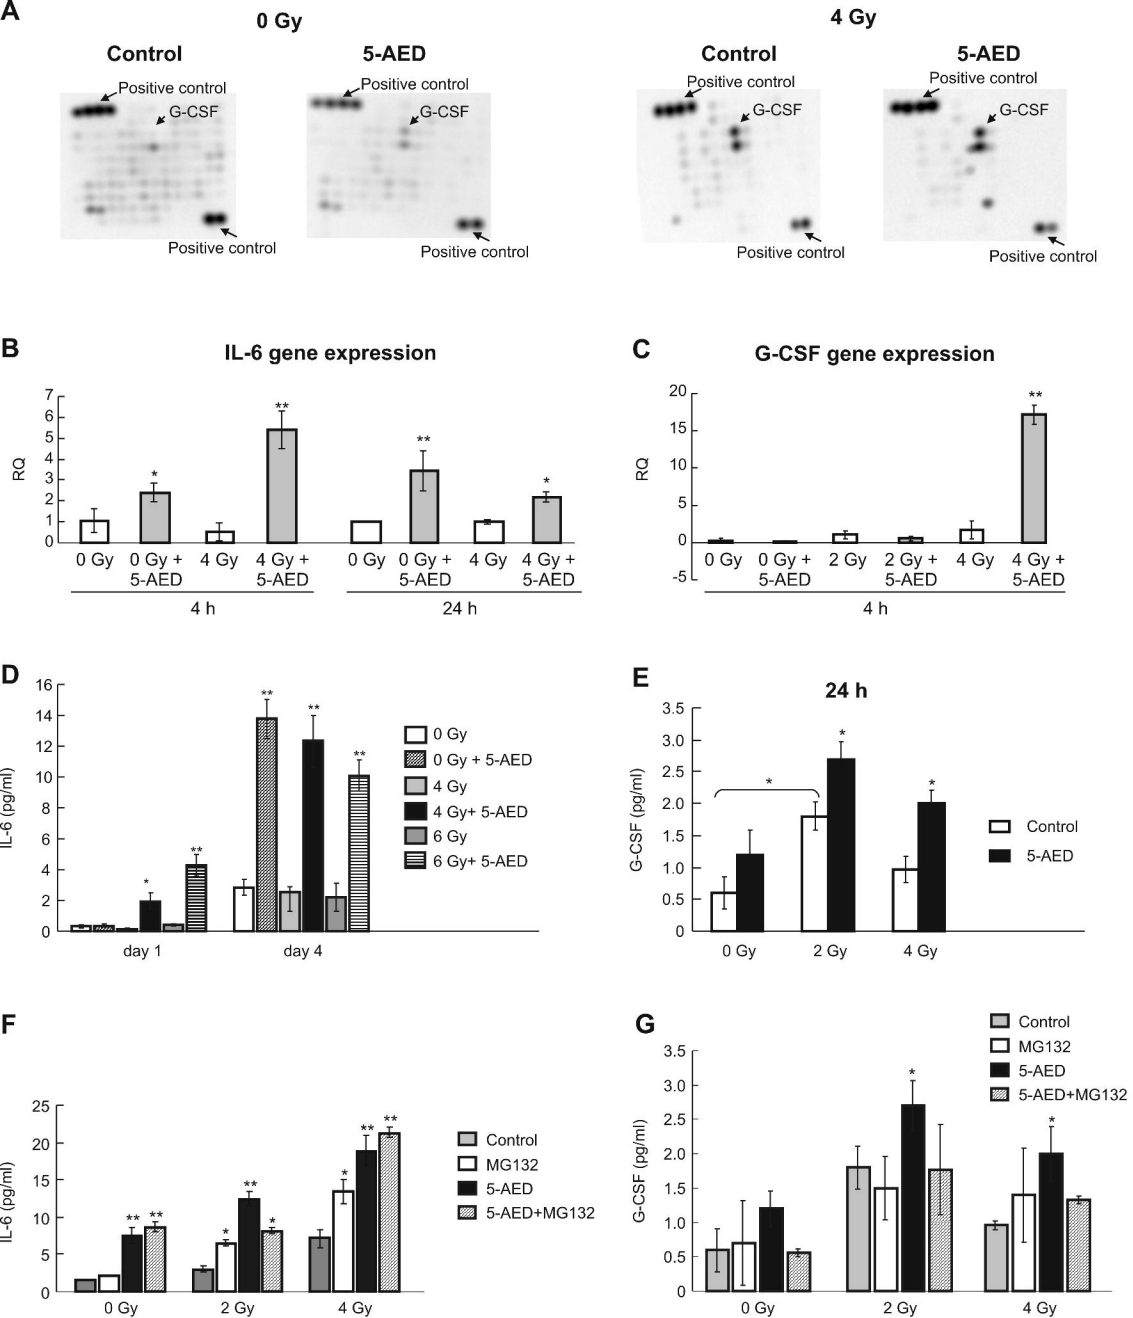 A
0 Gy
4 Gy
Control
5-AED
Control
5-AED
Positive control
G-CSF
Positive control
Positive control
G-CSF
Positive control
Positive control
G-CSF
Positive control
Positive control
G-CSF
Positive control
B
IL-6 gene expression
RQ
7
6
5
4
3
2
1
0
*
**
**
*
0 Gy
0 Gy + 5-AED
4 Gy
4 Gy + 5-AED
0 Gy
0 Gy + 5-AED
4 Gy
4 Gy + 5-AED
4 h
24 h
C
G-CSF gene expression
RQ
20
15
10
5
0
-5
**
0 Gy
0 Gy + 5-AED
2 Gy
2 Gy + 5-AED
4 Gy
4 Gy + 5-AED
4 h
D
IL-6 (pg/ml)
16
14
12
10
8
6
4
2
0
*
**
**
**
**
day 1
day 4
0 Gy
0 Gy + 5-AED
4 Gy
4 Gy+ 5-AED
6 Gy
6 Gy+ 5-AED
E
24 h
G-CSF (pg/ml)
3.5
3.0
2.5
2.0
1.5
1.0
0.5
0
*
*
*
0 Gy
2 Gy
4 Gy
Control
5-AED
F
IL-6 (pg/ml)
25
20
15
10
5
0
**
**
*
**
*
*
**
**
0 Gy
2 Gy
4 Gy
Control
MG132
5-AED
5-AED+MG132
G
G-CSF (pg/ml)
3.5
3.0
2.5
2.0
1.5
1.0
0.5
0
*
*
0 Gy
2 Gy
4 Gy
Control
MG132
5-AED
5-AED+MG132